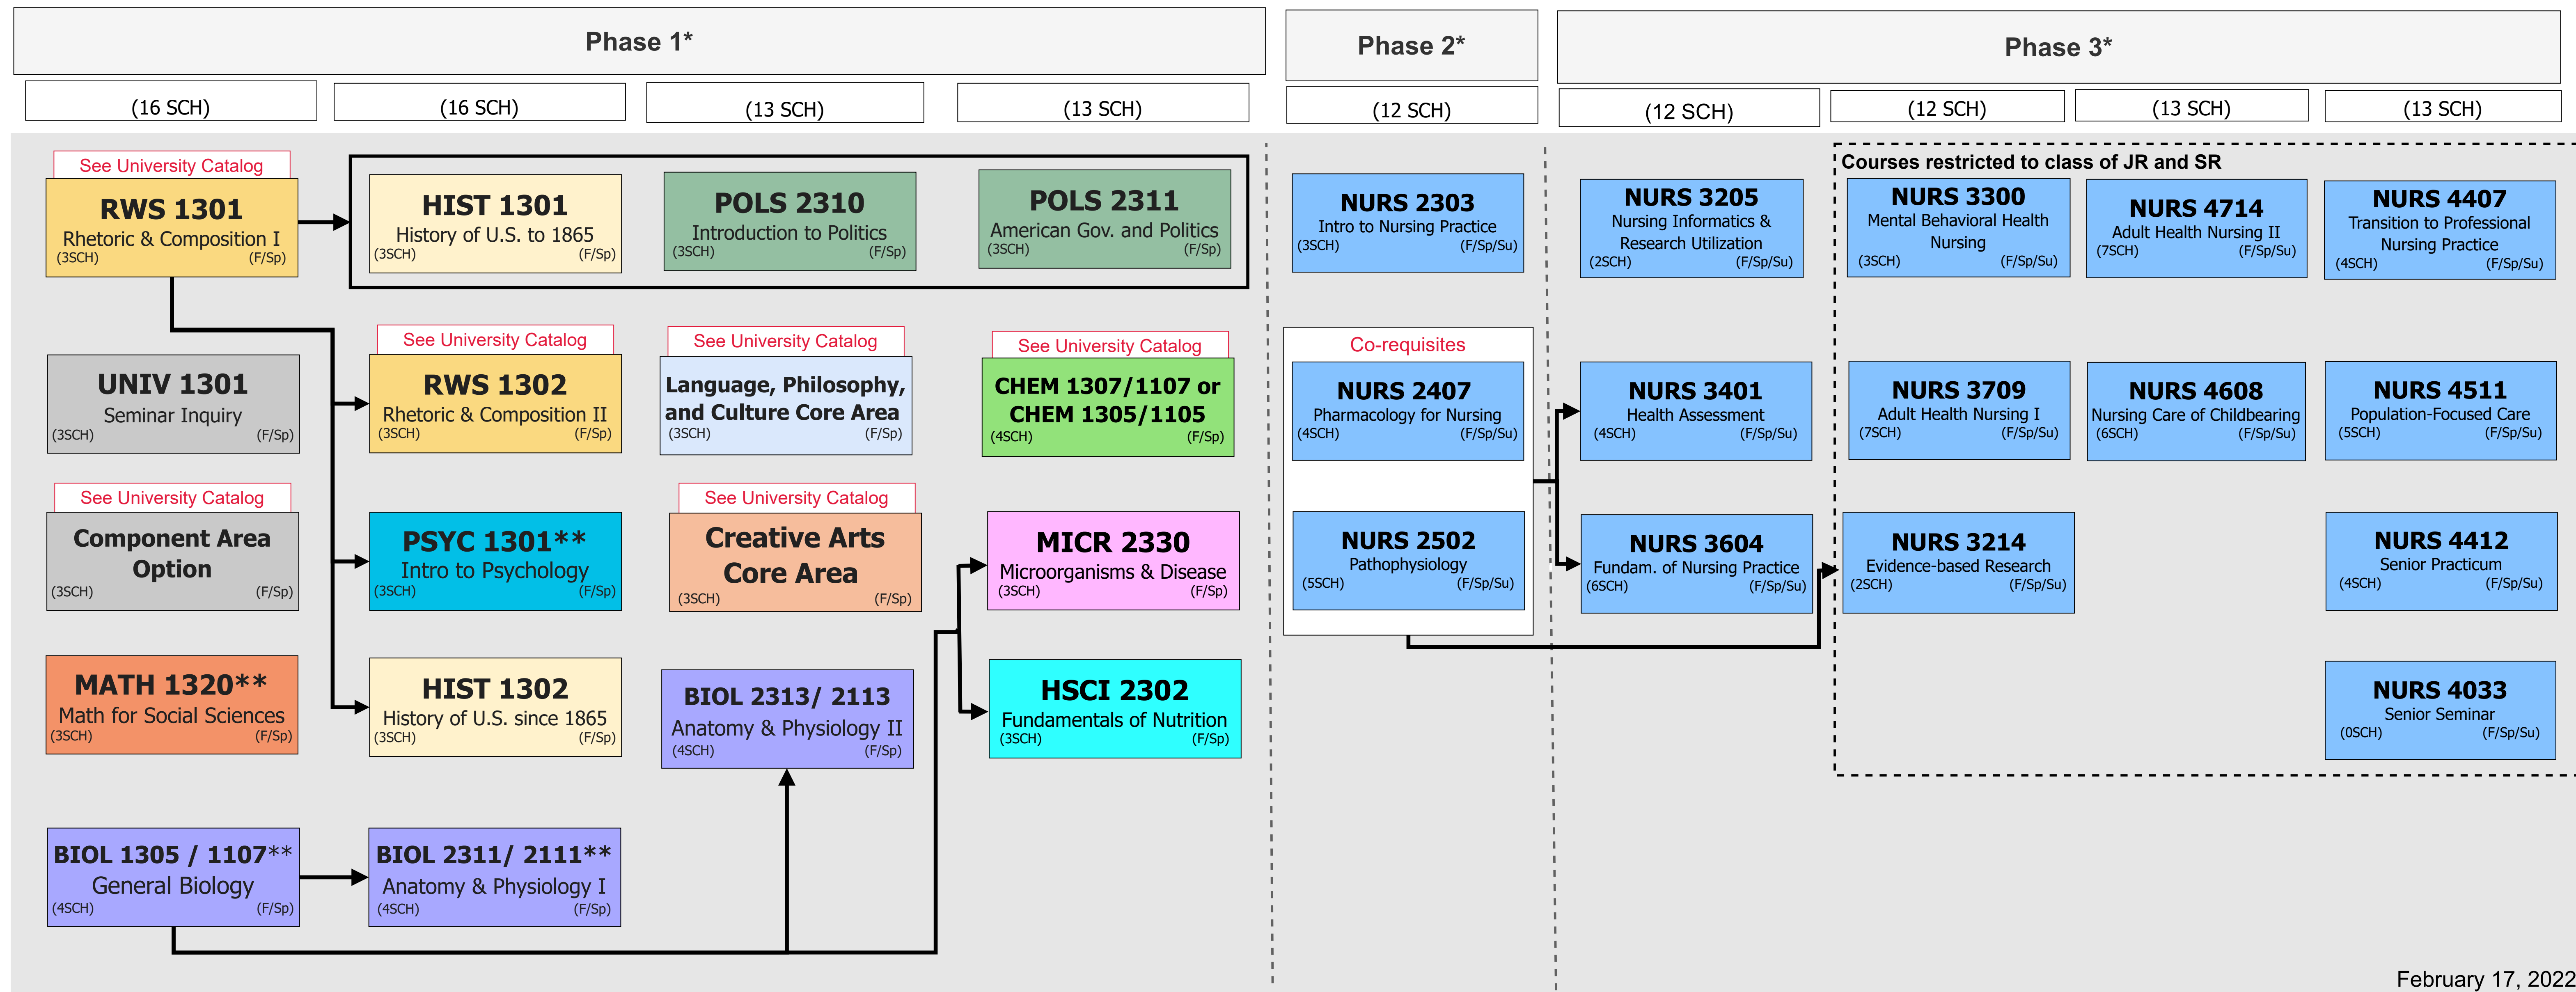 Phase 1*
Phase 2*
Phase 3*
(16 SCH)
(16 SCH)
(13 SCH)
(13 SCH)
(12 SCH)
(12 SCH)
(12 SCH)
(13 SCH)
(13 SCH)
See University Catalog
RWS 1301
Rhetoric & Composition I
(3SCH) (F/Sp)
HIST 1301
History of U.S. to 1865
(3SCH) (F/Sp)
POLS 2310
Introduction to Politics
(3SCH) (F/Sp)
POLS 2311
American Gov. and Politics
(3SCH) (F/Sp)
NURS 2303
Intro to Nursing Practice
(3SCH) (F/Sp/Su)
NURS 3205
Nursing Informatics &
Research Utilization
(2SCH) (F/Sp/Su)
Courses restricted to class of JR and SR
NURS 3300
Mental Behavioral Health
Nursing
(3SCH) (F/Sp/Su)
NURS 4714
Adult Health Nursing II
(7SCH) (F/Sp/Su)
NURS 4407
Transition to Professional
Nursing Practice
(4SCH) (F/Sp/Su)
UNIV 1301
Seminar Inquiry
(3SCH) (F/Sp)
See University Catalog
RWS 1302
Rhetoric & Composition II
(3SCH) (F/Sp)
See University Catalog
Language, Philosophy,
and Culture Core Area
(3SCH) (F/Sp)
See University Catalog
CHEM 1307/1107 or
CHEM 1305/1105
(4SCH) (F/Sp)
Co-requisites
NURS 2407
Pharmacology for Nursing
(4SCH) (F/Sp/Su)
NURS 3401
Health Assessment
(4SCH) (F/Sp/Su)
NURS 3709
Adult Health Nursing I
(7SCH) (F/Sp/Su)
NURS 4608
Nursing Care of Childbearing
(6SCH) (F/Sp/Su)
NURS 4511
Population-Focused Care
(5SCH) (F/Sp/Su)
See University Catalog
Component Area
Option
(3SCH) (F/Sp)
PSYC 1301**
Intro to Psychology
(3SCH) (F/Sp)
See University Catalog
Creative Arts
Core Area
(3SCH) (F/Sp)
MICR 2330
Microorganisms & Disease
(3SCH) (F/Sp)
NURS 2502
Pathophysiology
(5SCH) (F/Sp/Su)
NURS 3604
Fundam. of Nursing Practice
(6SCH) (F/Sp/Su)
NURS 3214
Evidence-based Research
(2SCH) (F/Sp/Su)
NURS 4412
Senior Practicum
(4SCH) (F/Sp/Su)
MATH 1320**
Math for Social Sciences
(3SCH) (F/Sp)
HIST 1302
History of U.S. since 1865
(3SCH) (F/Sp)
BIOL 2313/ 2113
Anatomy & Physiology II
(4SCH) (F/Sp)
HSCI 2302
Fundamentals of Nutrition
(3SCH) (F/Sp)
NURS 4033
Senior Seminar
(0SCH) (F/Sp/Su)
BIOL 1305 / 1107**
General Biology
(4SCH) (F/Sp)
BIOL 2311/ 2111**
Anatomy & Physiology I
(4SCH) (F/Sp)
February 17, 2022